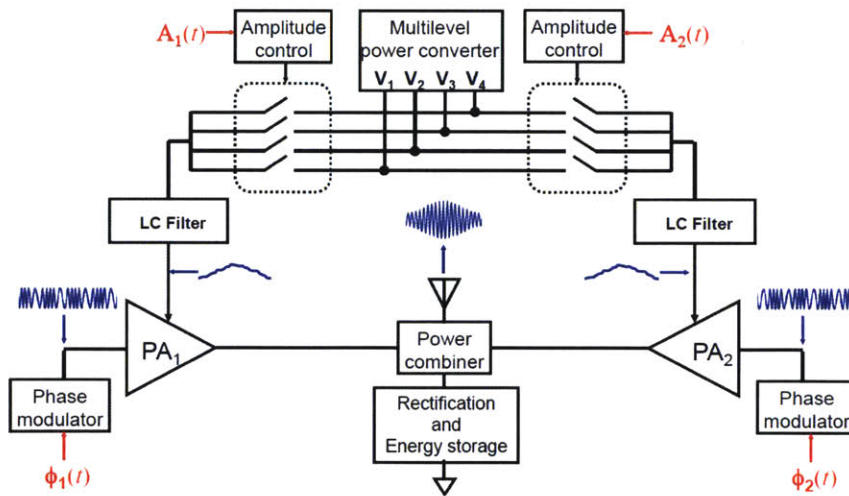 A₁(t)
Amplitude
control
Multilevel
power converter
V₁ V₂ V₃ V₄
Amplitude
control
A₂(t)
LC Filter
LC Filter
PA₁
Power
combiner
PA₂
Phase
modulator
Rectification
and
Energy storage
Phase
modulator
ϕ₁(t)
ϕ₂(t)